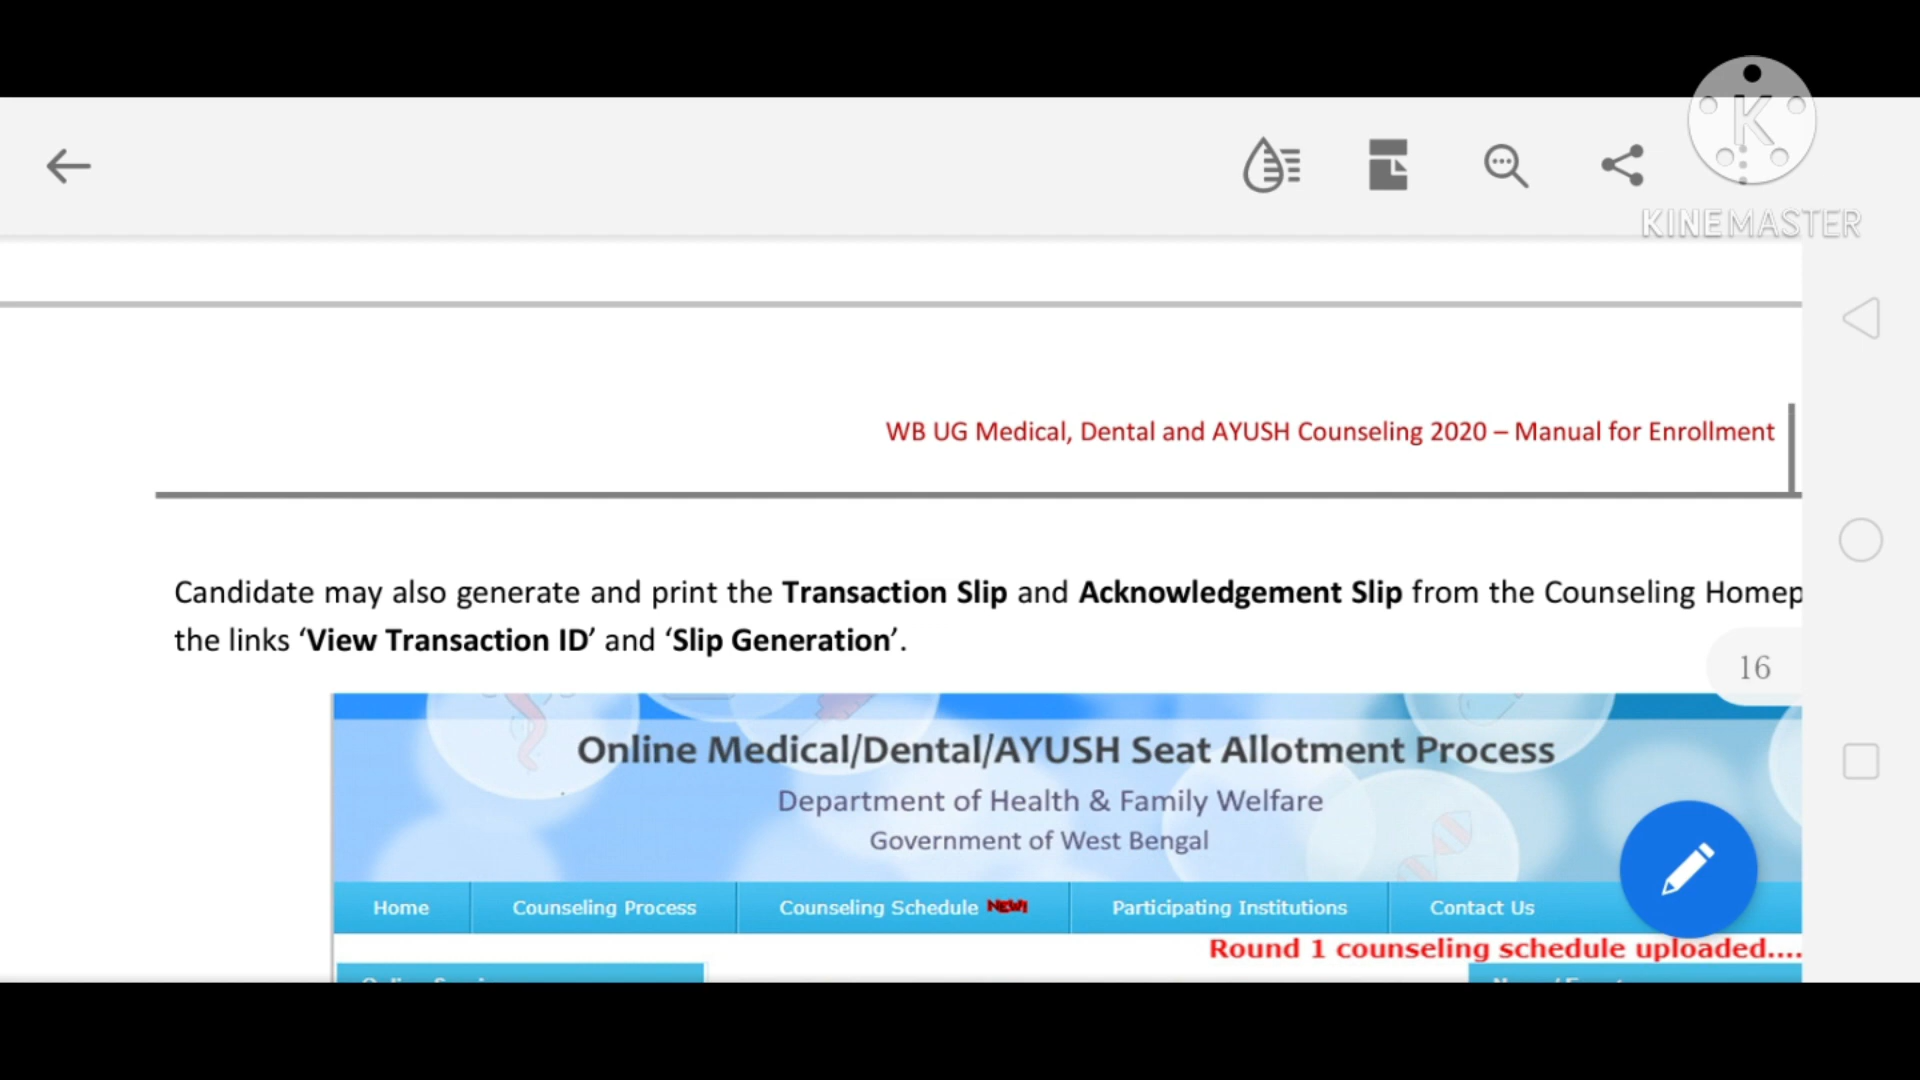 K
KINEMASTER
WB UG Medical, Dental and AYUSH Counseling 2020 – Manual for Enrollment
Candidate may also generate and print the Transaction Slip and Acknowledgement Slip from the Counseling Homep
the links ‘View Transaction ID’ and ‘Slip Generation’.
16
Online Medical/Dental/AYUSH Seat Allotment Process
Department of Health & Family Welfare
Government of West Bengal
Home Counseling Process Counseling Schedule NEW! Participating Institutions Contact Us
Round 1 counseling schedule uploaded....